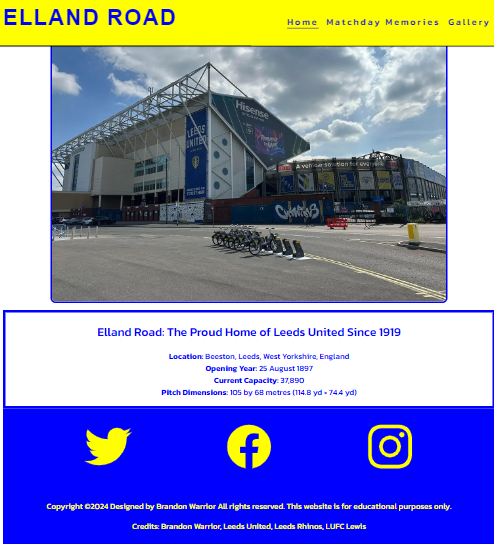 ELLAND ROAD
Home Matchday Memories Gallery
Hisense
LEEDS
UNITED
Elland Road: The Proud Home of Leeds United Since 1919
Location: Beeston, Leeds, West Yorkshire, England
Opening Year: 25 August 1897
Current Capacity: 37,890
Pitch Dimensions: 105 by 68 metres (114.8 yd × 74.4 yd)
Copyright ©2024 Designed by Brandon Warrior All rights reserved. This website is for educational purposes only.
Credits: Brandon Warrior, Leeds United, Leeds Rhinos, LUFC Lewis